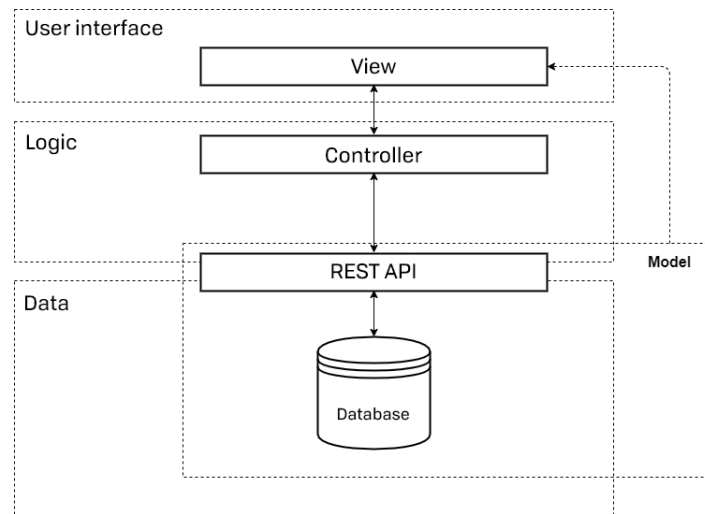 User interface
View
Logic
Controller
REST API
Model
Data
Database